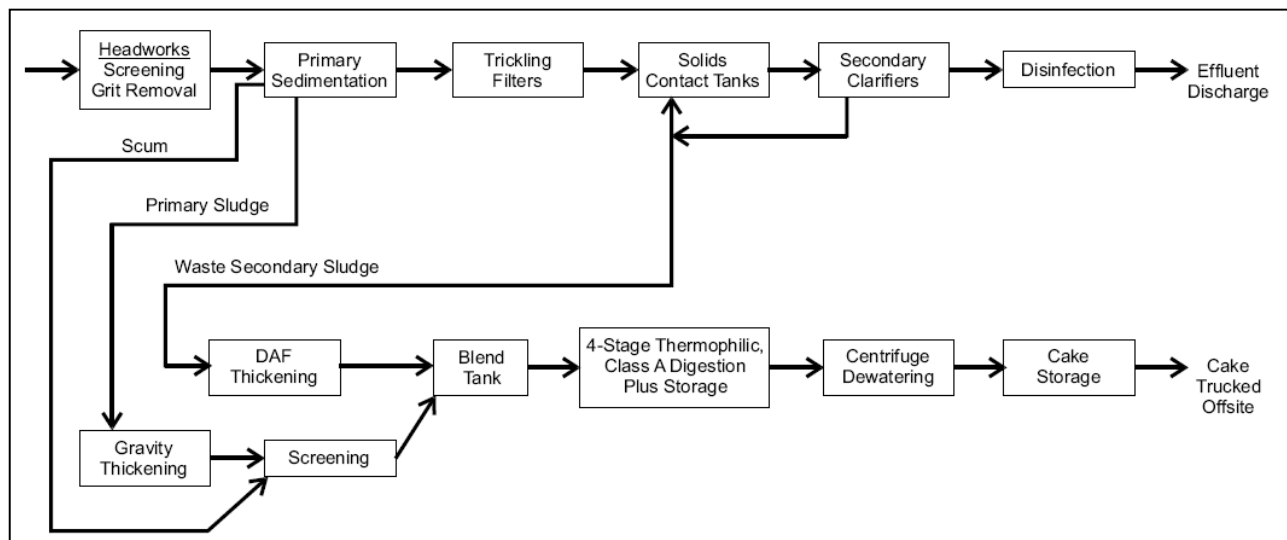 Headworks
Screening
Grit Removal
Primary
Sedimentation
Trickling
Filters
Solids
Contact Tanks
Secondary
Clarifiers
Disinfection
Effluent
Discharge
Scum
Primary Sludge
Waste Secondary Sludge
DAF
Thickening
Blend
Tank
4-Stage Thermophilic,
Class A Digestion
Plus Storage
Centrifuge
Dewatering
Cake
Storage
Cake
Trucked
Offsite
Gravity
Thickening
Screening